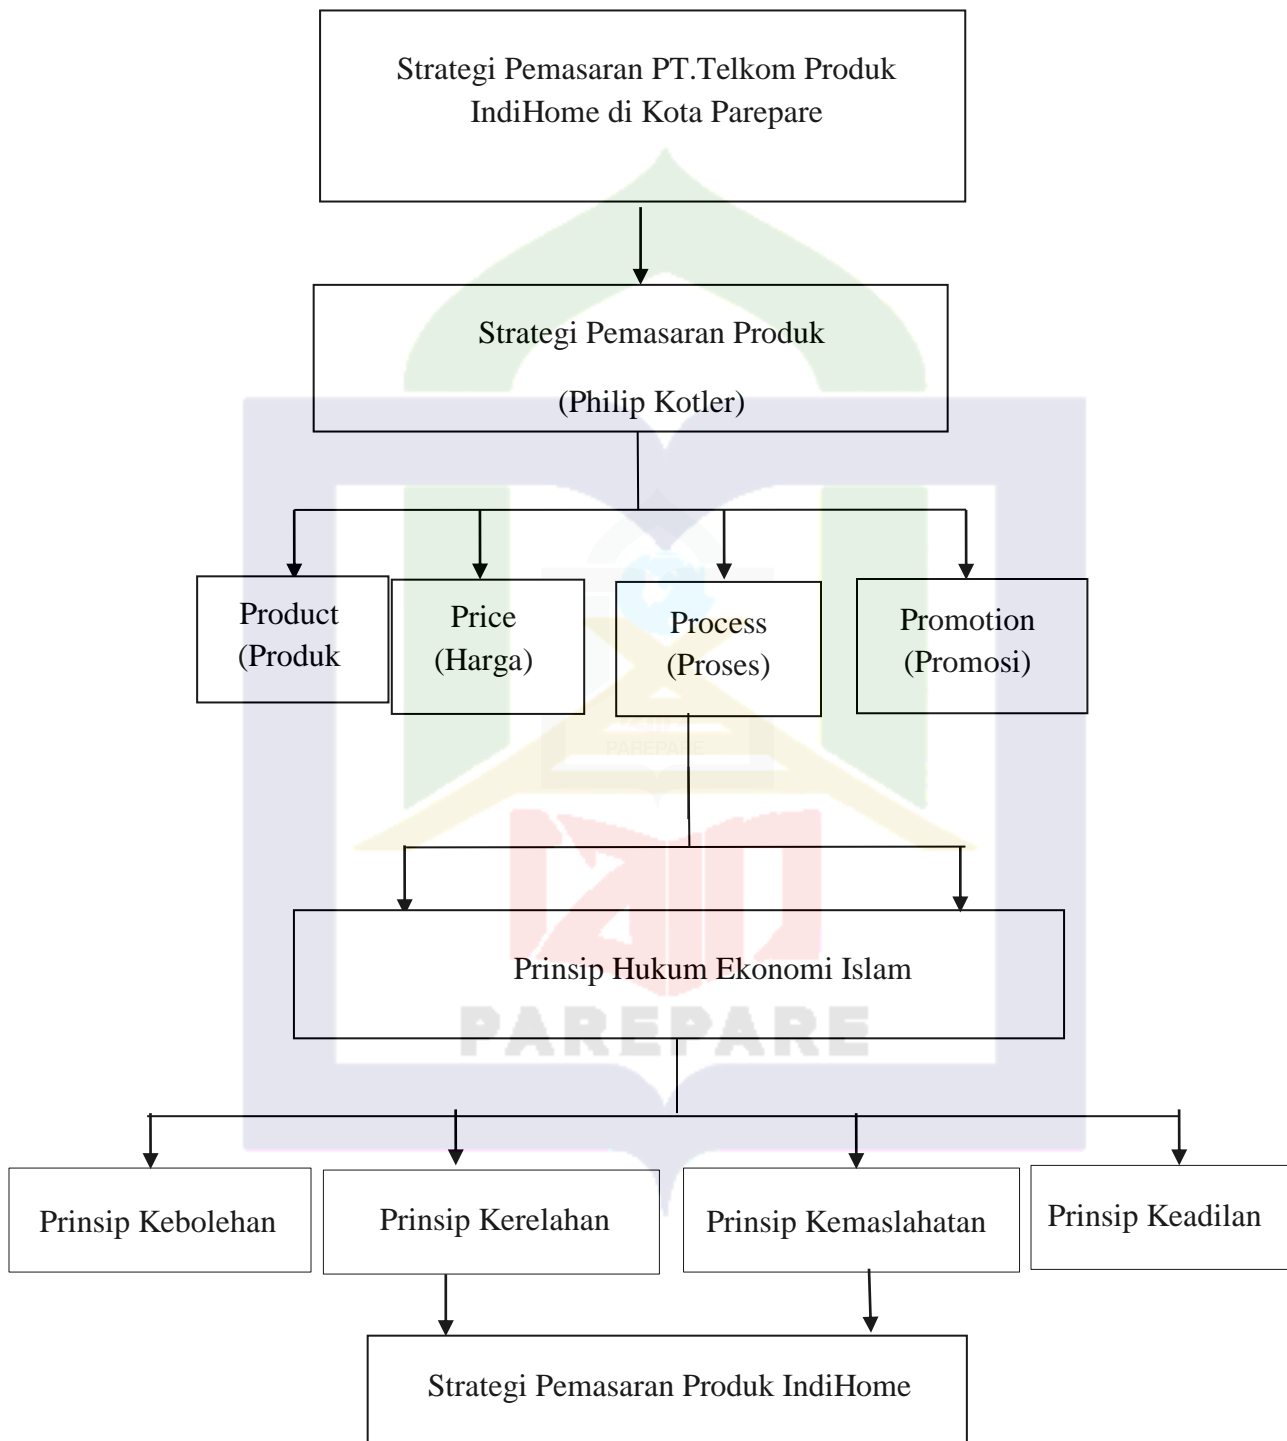 Strategi Pemasaran PT.Telkom Produk
IndiHome di Kota Parepare
Strategi Pemasaran Produk
(Philip Kotler)
Product
(Produk
Price
(Harga)
Process
(Proses)
Promotion
(Promosi)
PAREPARE
Prinsip Hukum Ekonomi Islam
PAREPARE
Prinsip Kebolehan
Prinsip Kerelahan
Prinsip Kemaslahatan
Prinsip Keadilan
Strategi Pemasaran Produk IndiHome